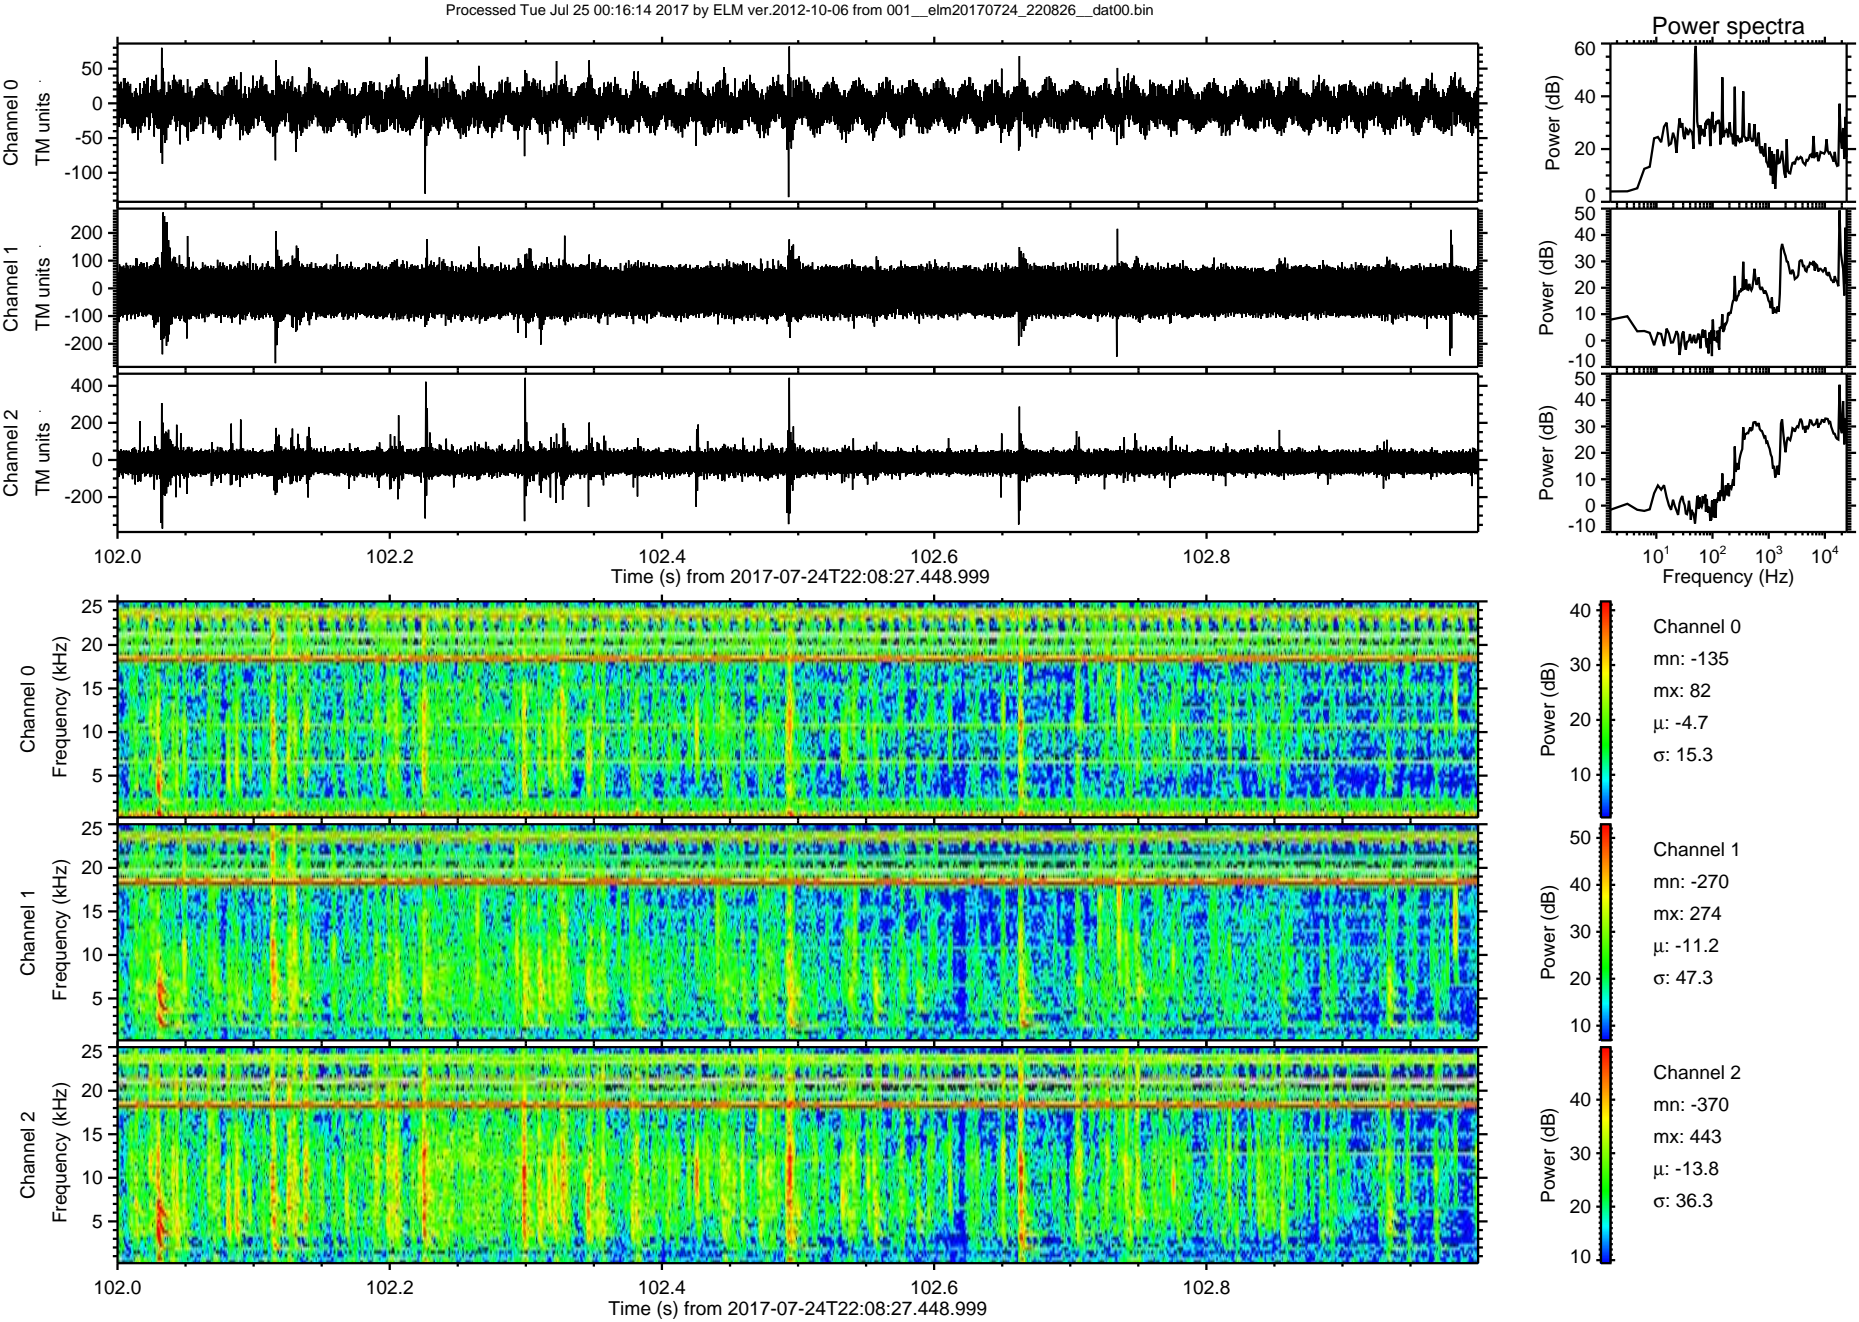 Processed Tue Jul 25 00:16:14 2017 by ELM ver.2012-10-06 from 001__elm20170724_220826__dat00.bin
Power spectra
Channel 0
TM units
50
0
-50
-100
Power (dB)
60
40
20
0
Channel 1
TM units
200
100
0
-100
-200
Power (dB)
50
40
30
20
10
0
-10
Channel 2
TM units
400
200
0
-200
Power (dB)
50
40
30
20
10
0
-10
102.0 102.2 102.4 102.6 102.8
Time (s) from 2017-07-24T22:08:27.448.999
10¹ 10² 10³ 10⁴
Frequency (Hz)
Channel 0
Frequency (kHz)
25
20
15
10
5
Power (dB)
40
30
20
10
Channel 0
mn: -135
mx: 82
μ: -4.7
σ: 15.3
Channel 1
Frequency (kHz)
25
20
15
10
5
Power (dB)
50
40
30
20
10
Channel 1
mn: -270
mx: 274
μ: -11.2
σ: 47.3
Channel 2
Frequency (kHz)
25
20
15
10
5
Power (dB)
40
30
20
10
Channel 2
mn: -370
mx: 443
μ: -13.8
σ: 36.3
102.0 102.2 102.4 102.6 102.8
Time (s) from 2017-07-24T22:08:27.448.999